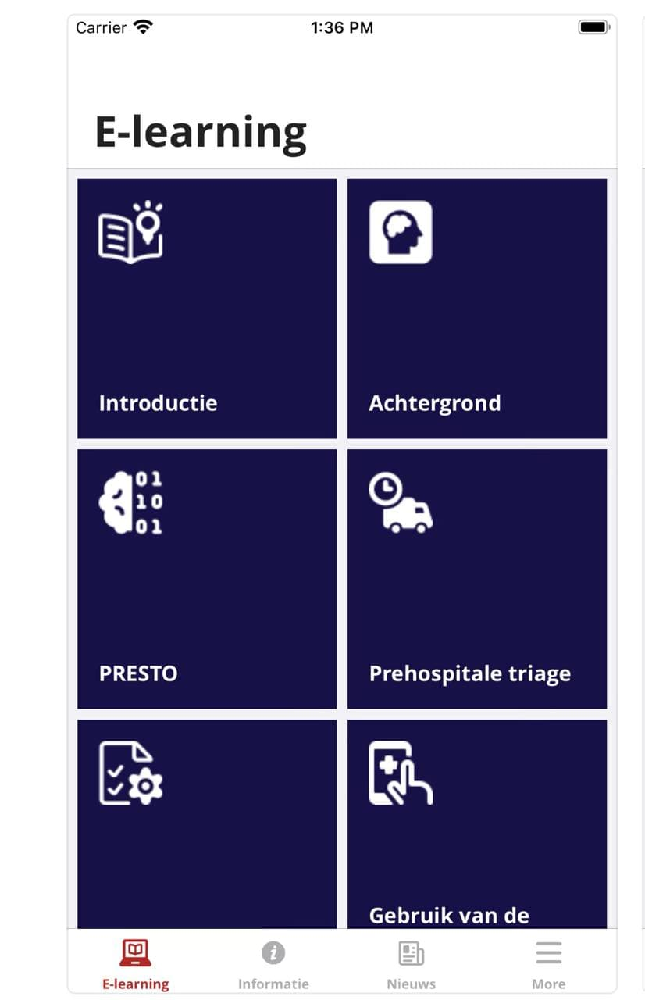 Carrier
1:36 PM
E-learning
Introductie
Achtergrond
01
10
01
PRESTO
Prehospitale triage
Gebruik van de
E-learning
Informatie
Nieuws
More